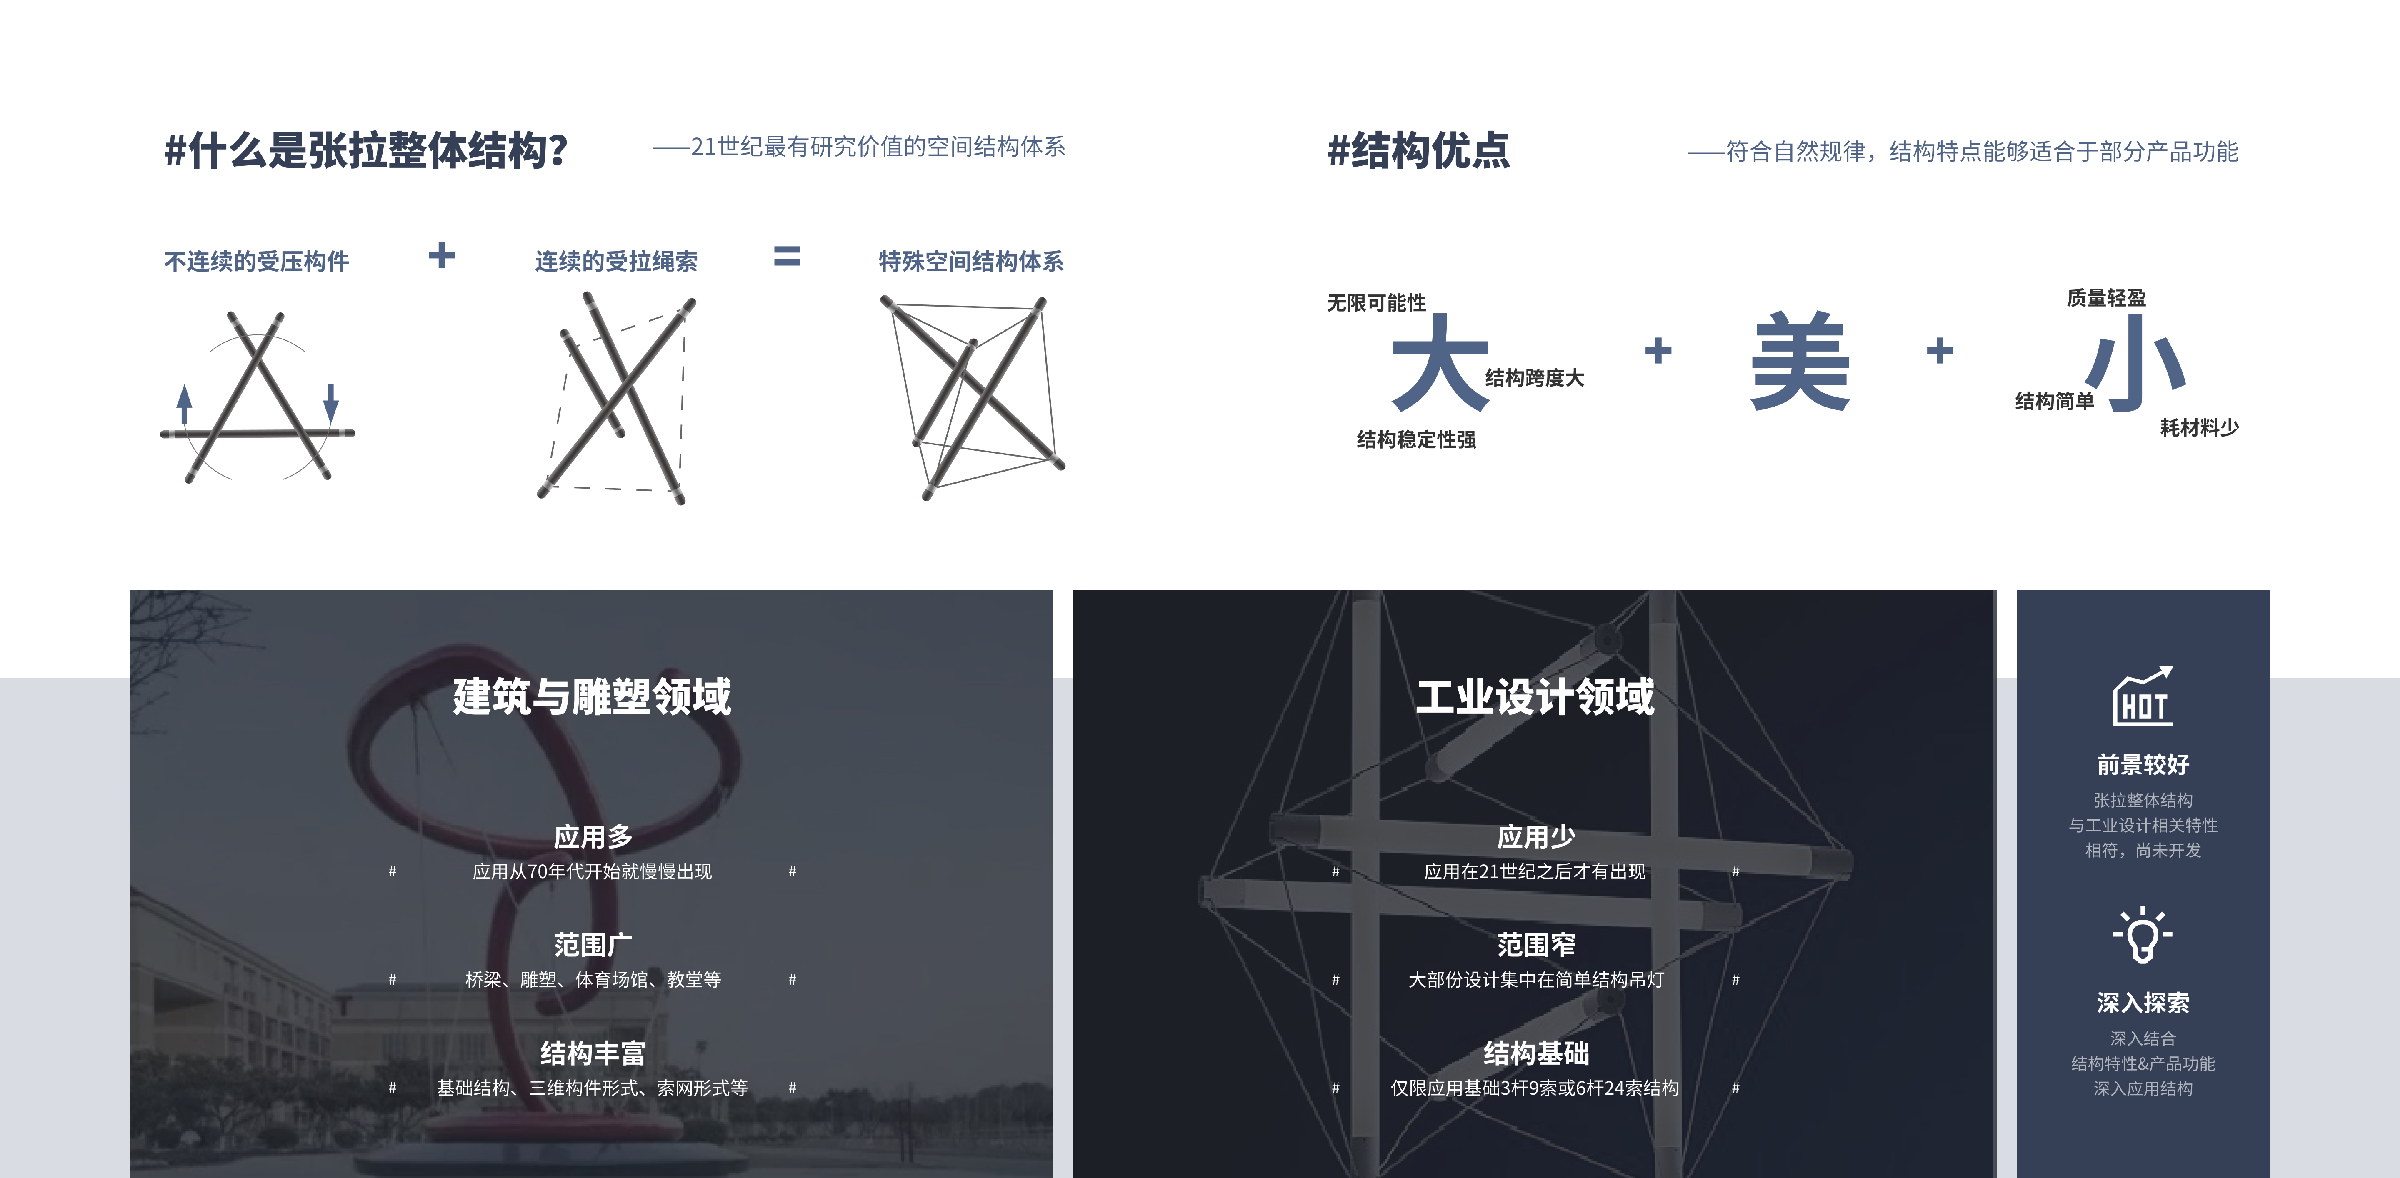 #什么是张拉整体结构?
——21世纪最有研究价值的空间结构体系
不连续的受压构件
+
连续的受拉绳索
=
特殊空间结构体系
#结构优点
——符合自然规律，结构特点能够适合于部分产品功能
无限可能性
大
结构跨度大
结构稳定性强
+
美
+
质量轻盈
小
结构简单
耗材料少
建筑与雕塑领域
应用多
# 应用从70年代开始就慢慢出现 #
范围广
# 桥梁、雕塑、体育场馆、教堂等 #
结构丰富
# 基础结构、三维构件形式、索网形式等 #
工业设计领域
应用少
# 应用在21世纪之后才有出现 #
范围窄
# 大部份设计集中在简单结构吊灯 #
结构基础
# 仅限应用基础3杆9索或6杆24索结构 #
HOT
前景较好
张拉整体结构
与工业设计相关特性
相符，尚未开发
深入探索
深入结合
结构特性&产品功能
深入应用结构